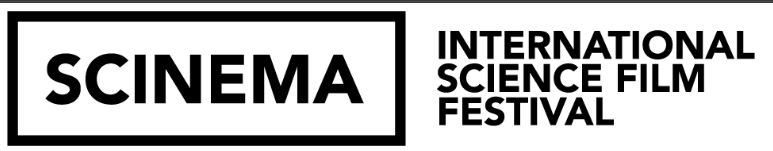 SCINEMA
INTERNATIONAL
SCIENCE FILM
FESTIVAL